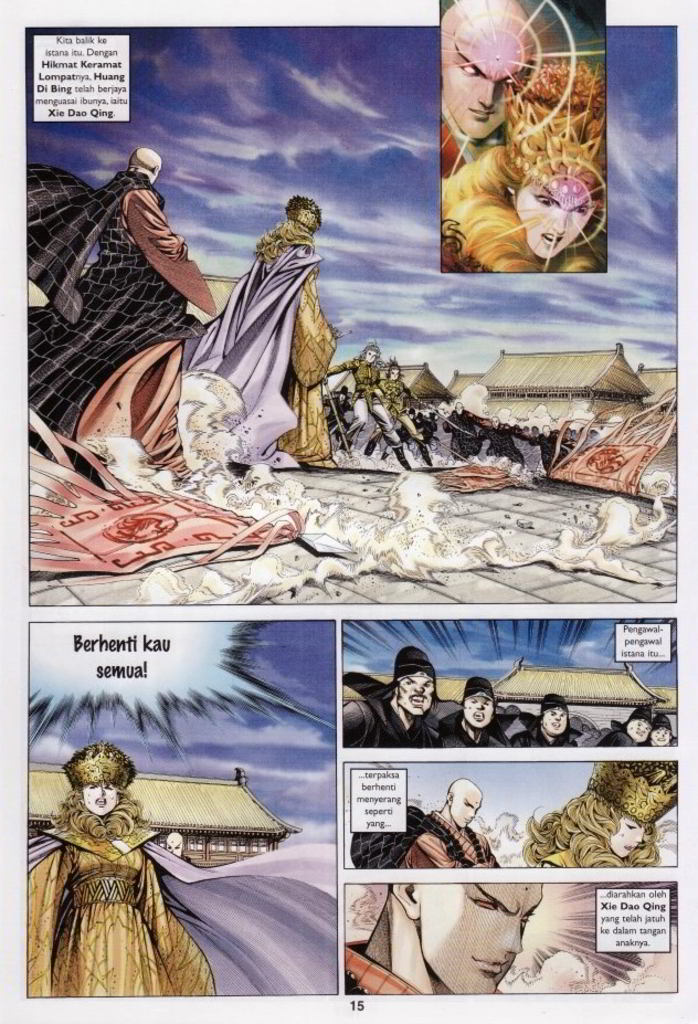 Kita balik ke
istana itu. Dengan
Hikmat Keramat
Lompatnya, Huang
Di Bing telah berjaya
menguasai ibunya, iaitu
Xie Dao Qing.
Berhenti kau
semua!
Pengawal-
pengawal
istana itu...
...terpaksa
berhenti
menyerang
seperti
yang...
...diarahkan oleh
Xie Dao Qing
yang telah jatuh
ke dalam tangan
anaknya.
15